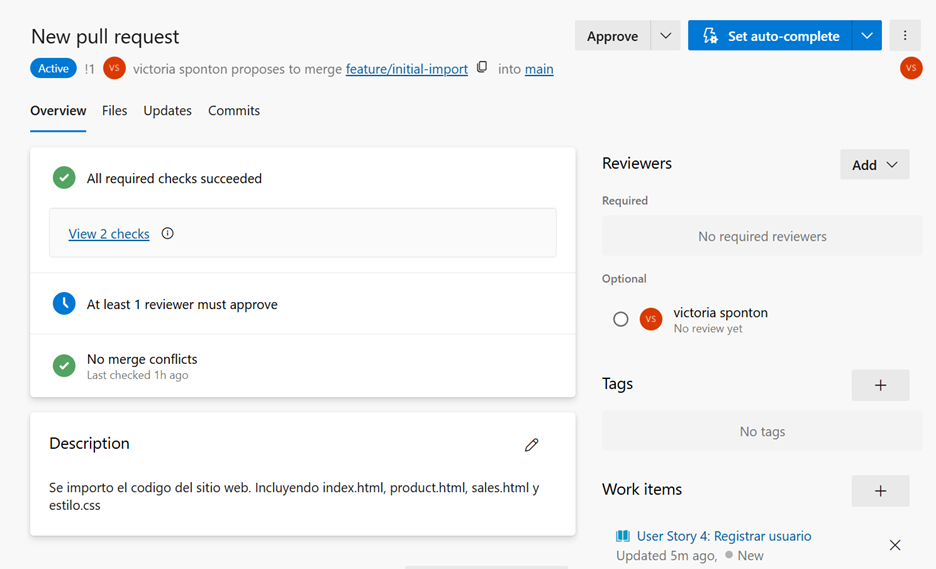 New pull request
Approve
Set auto-complete
Active !1 VS victoria sponton proposes to merge feature/initial-import into main
VS
Overview Files Updates Commits
All required checks succeeded
View 2 checks
At least 1 reviewer must approve
No merge conflicts
Last checked 1h ago
Description
Se importo el codigo del sitio web. Incluyendo index.html, product.html, sales.html y
estilo.css
Reviewers
Add
Required
No required reviewers
Optional
VS
victoria sponton
No review yet
Tags
No tags
Work items
User Story 4: Registrar usuario
Updated 5m ago, New